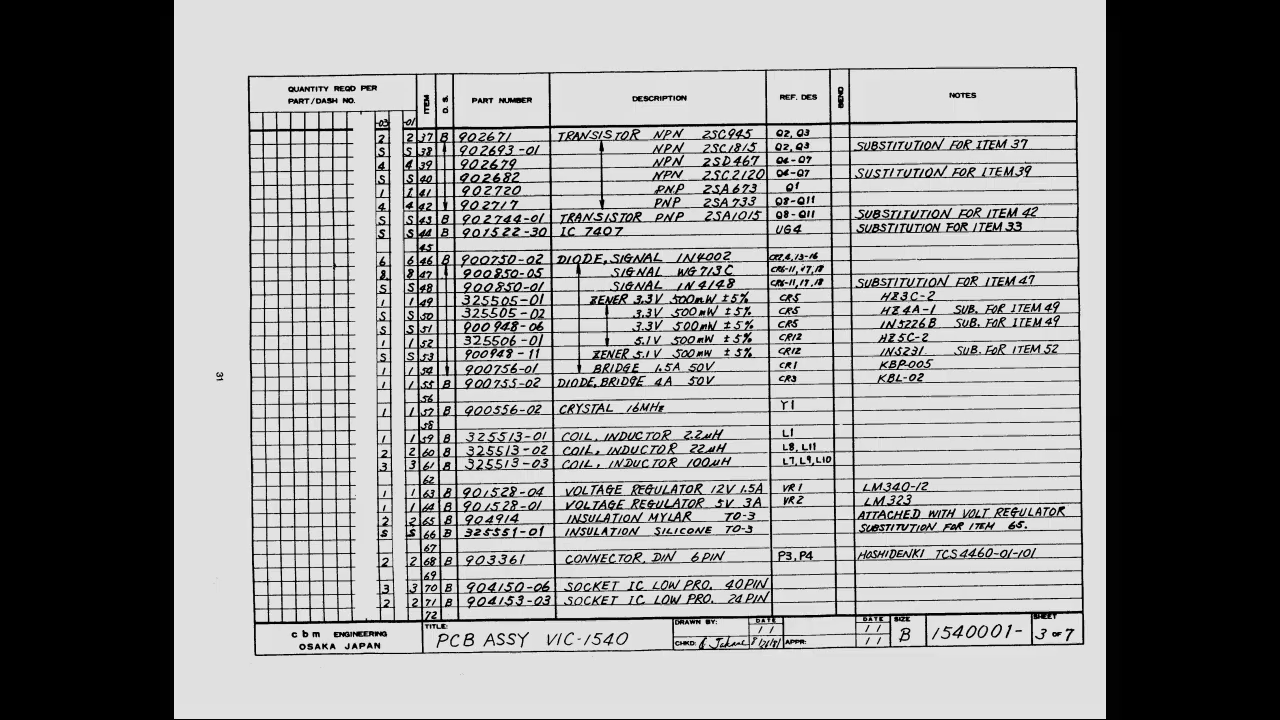 QUANTITY REQD PER PART/DASH NO. ITEM D. S. PART NUMBER DESCRIPTION REF. DES SEND NOTES
-03 -01
2 2 37 B 902671 TRANSISTOR NPN 2SC945 Q2, Q3
S S 38 902693-01 NPN 2SC1815 Q2, Q3 SUBSTITUTION FOR ITEM 37
4 4 39 902679 NPN 2SD467 Q4-Q7
S S 40 902682 NPN 2SC2120 Q4-Q7 SUSTITUTION FOR ITEM 39
1 1 41 902720 PNP 2SA673 Q1
4 4 42 902717 PNP 2SA733 Q8-Q11
S S 43 B 902744-01 TRANSISTOR PNP 2SA1015 Q8-Q11 SUBSTITUTION FOR ITEM 42
S S 44 B 901522-30 IC 7407 UG4 SUBSTITUTION FOR ITEM 33
45
6 6 46 B 900750-02 DIODE, SIGNAL 1N4002 CR2,4,13-16
8 8 47 900850-05 SIGNAL WG713C CR6-11,17,18
S 48 900850-01 SIGNAL 1N4148 CR6-11,17,18 SUBSTITUTION FOR ITEM 47
1 1 49 325505-01 ZENER 3.3V 500mW ±5% CR5 HZ3C-2
S S 50 325505-02 3.3V 500mW ±5% CR5 HZ4A-1 SUB. FOR ITEM 49
S S 51 900948-06 3.3V 500mW ±5% CR5 IN5226B SUB. FOR ITEM 49
1 1 52 325506-01 5.1V 500mW ±5% CR12 HZ5C-2
S S 53 900948-11 ZENER 5.1V 500mW ±5% CR12 IN5231 SUB. FOR ITEM 52
1 1 54 900756-01 BRIDGE 1.5A 50V CR1 KBP-005
1 1 55 B 900755-02 DIODE, BRIDGE 4A 50V CR3 KBL-02
56
1 1 57 B 900556-02 CRYSTAL 16MHz Y1
58
1 1 59 B 325513-01 COIL, INDUCTOR 2.2μH L1
2 2 60 B 325513-02 COIL, INDUCTOR 22μH L8, L11
3 3 61 B 325513-03 COIL, INDUCTOR 100μH L7, L9, L10
62
1 1 63 B 901528-04 VOLTAGE REGULATOR 12V 1.5A VR1 LM340-12
1 1 64 B 901528-01 VOLTAGE REGULATOR 5V 3A VR2 LM323
2 2 65 B 904914 INSULATION MYLAR TO-3 ATTACHED WITH VOLT REGULATOR
S S 66 B 325551-01 INSULATION SILICONE TO-3 SUBSTITUTION FOR ITEM 65.
67
2 2 68 B 903361 CONNECTOR, DIN 6PIN P3, P4 HOSHIDENKI TCS4460-01-101
69
3 3 70 B 904150-06 SOCKET IC LOW PRO. 40PIN
2 2 71 B 904153-03 SOCKET IC LOW PRO. 24PIN
72
31
cbm ENGINEERING
OSAKA JAPAN
TITLE:
PCB ASSY VIC-1540
DRAWN BY: DATE / /
CHKD: APPR:
DATE / / / /
SIZE B
1540001-
SHEET 3 OF 7